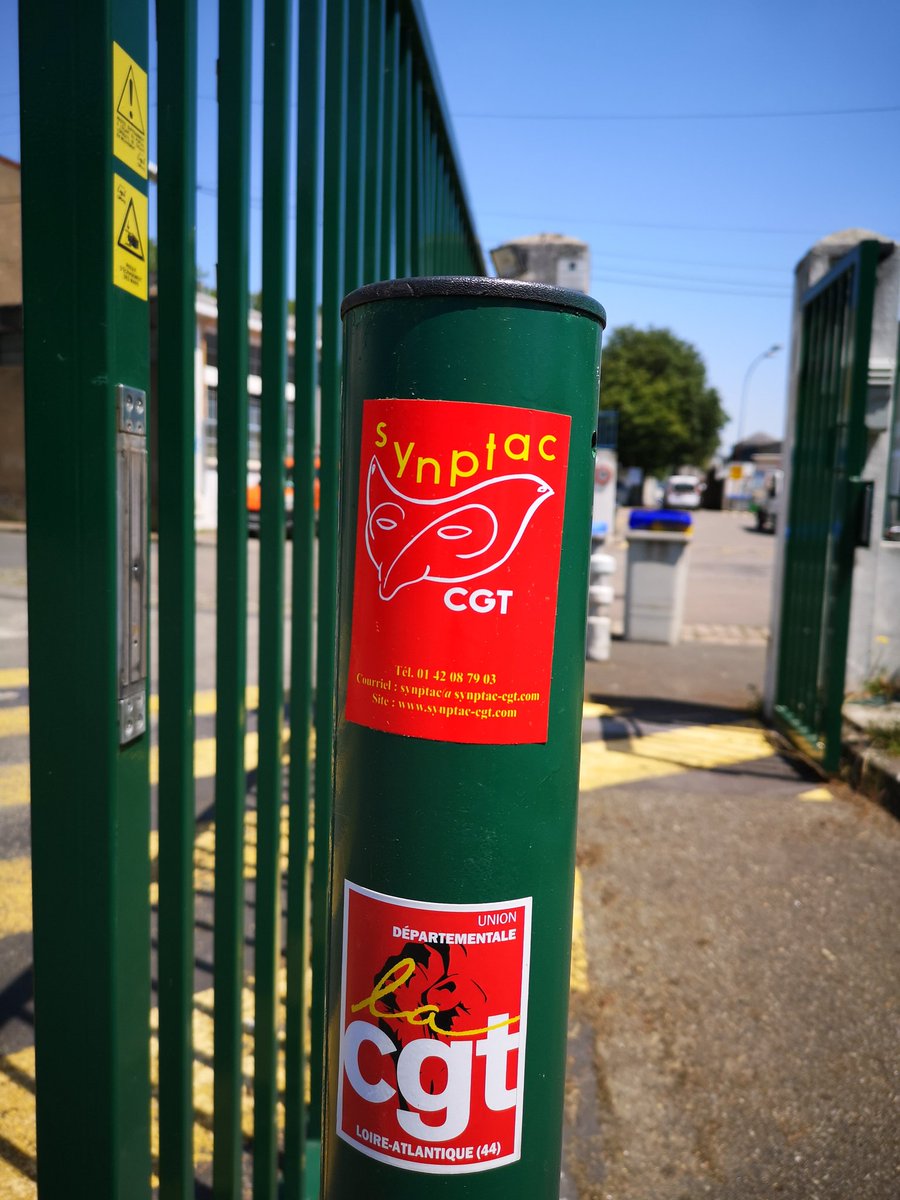 synptac
CGT
Tél. 01 42 08 79 03
Courriel : synptac@synptac-cgt.com
Site : www.synptac-cgt.com
UNION
DÉPARTEMENTALE
la
cgt
LOIRE-ATLANTIQUE (44)